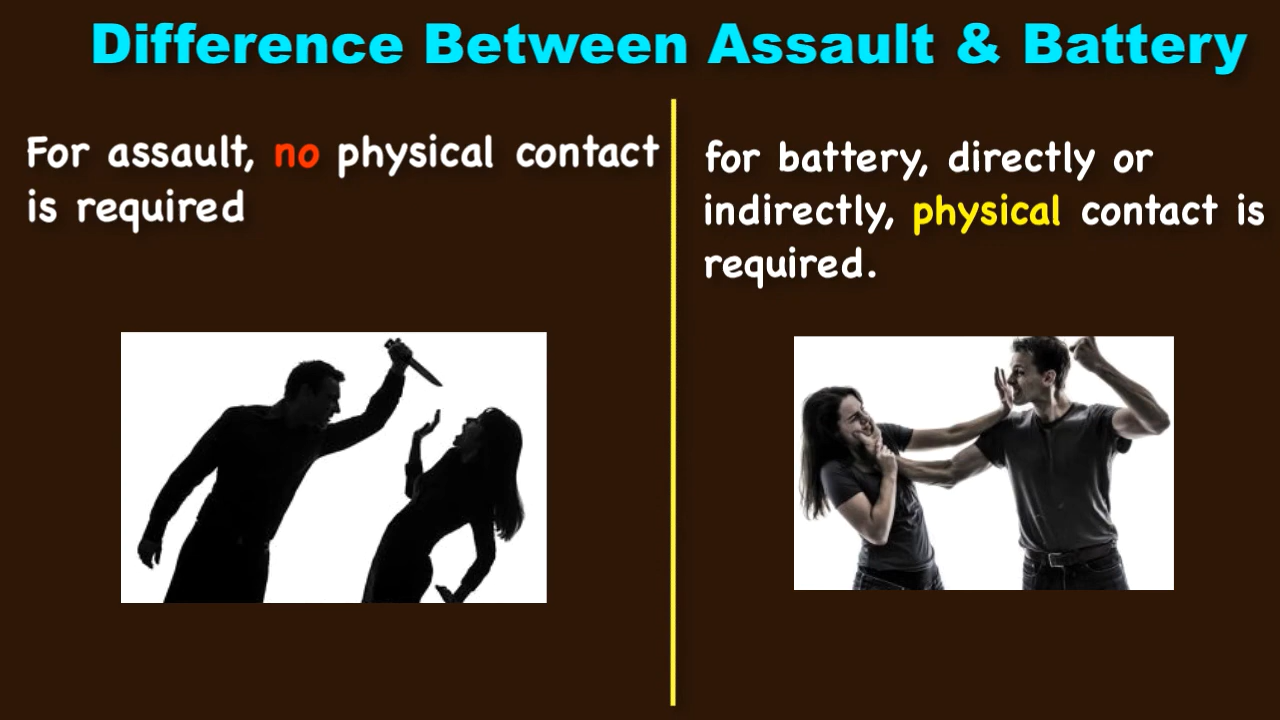 Difference Between Assault & Battery
For assault, no physical contact
is required
for battery, directly or
indirectly, physical contact is
required.